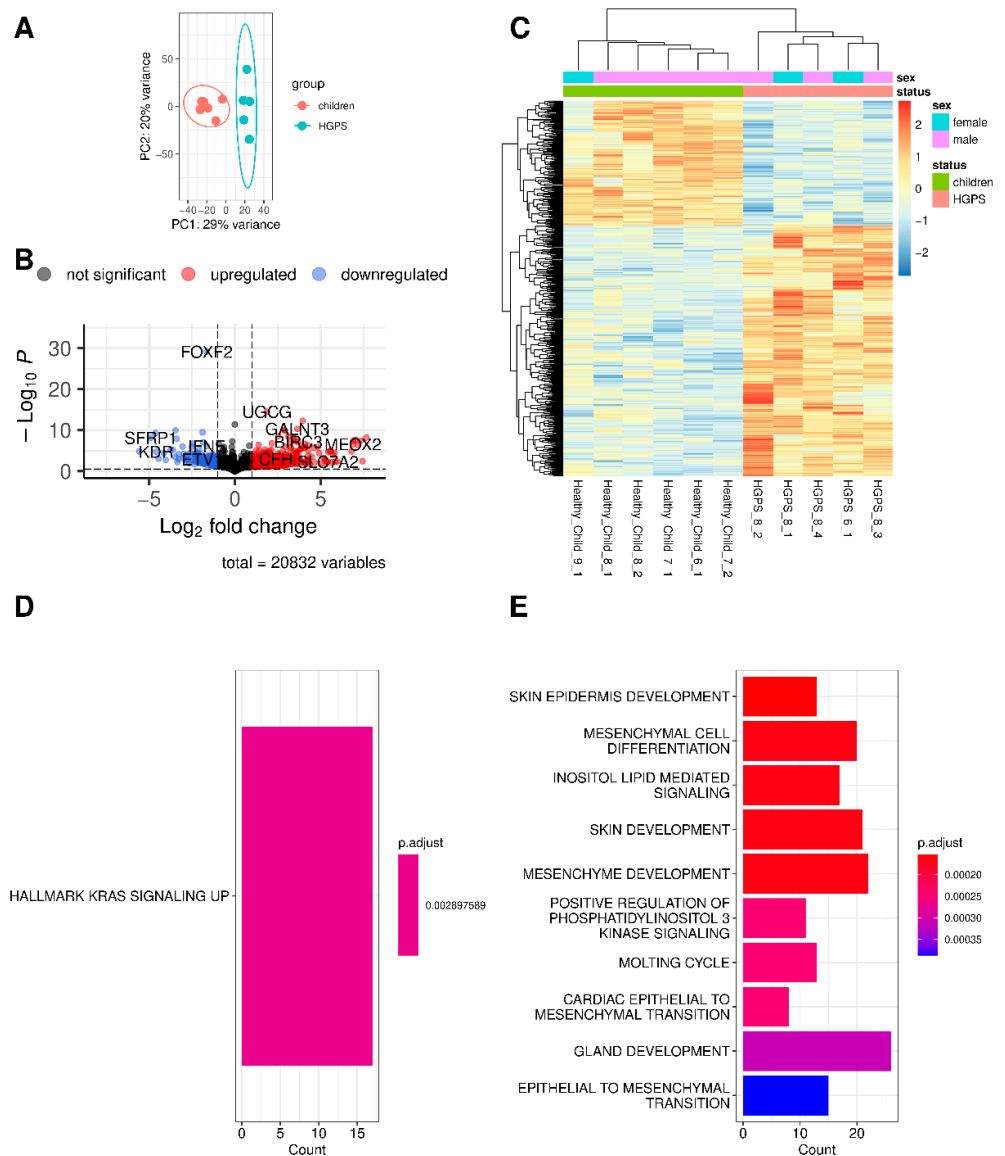 A
50
0
−50
PC2: 20% variance
−40
−20
0
20
40
PC1: 29% variance
group
children
HGPS
B
not significant
upregulated
downregulated
30
20
10
0
− Log10 P
FOXF2
UGCG
GALNT3
SFRP1
BIRC3
MEOX2
KDR
IFNE
ETV
CFH
SLC7A2
−5
0
5
Log2 fold change
total = 20832 variables
C
sex
status
2
1
0
−1
−2
sex
female
male
status
children
HGPS
Healthy_Child_9_1
Healthy_Child_8_1
Healthy_Child_8_2
Healthy_Child_7_1
Healthy_Child_6_1
Healthy_Child_7_2
HGPS_8_2
HGPS_8_1
HGPS_8_4
HGPS_6_1
HGPS_8_3
D
HALLMARK KRAS SIGNALING UP
0
5
10
15
Count
p.adjust
0.002897589
E
SKIN EPIDERMIS DEVELOPMENT
MESENCHYMAL CELL
DIFFERENTIATION
INOSITOL LIPID MEDIATED
SIGNALING
SKIN DEVELOPMENT
MESENCHYME DEVELOPMENT
POSITIVE REGULATION OF
PHOSPHATIDYLINOSITOL 3
KINASE SIGNALING
MOLTING CYCLE
CARDIAC EPITHELIAL TO
MESENCHYMAL TRANSITION
GLAND DEVELOPMENT
EPITHELIAL TO MESENCHYMAL
TRANSITION
0
10
20
Count
p.adjust
0.00020
0.00025
0.00030
0.00035